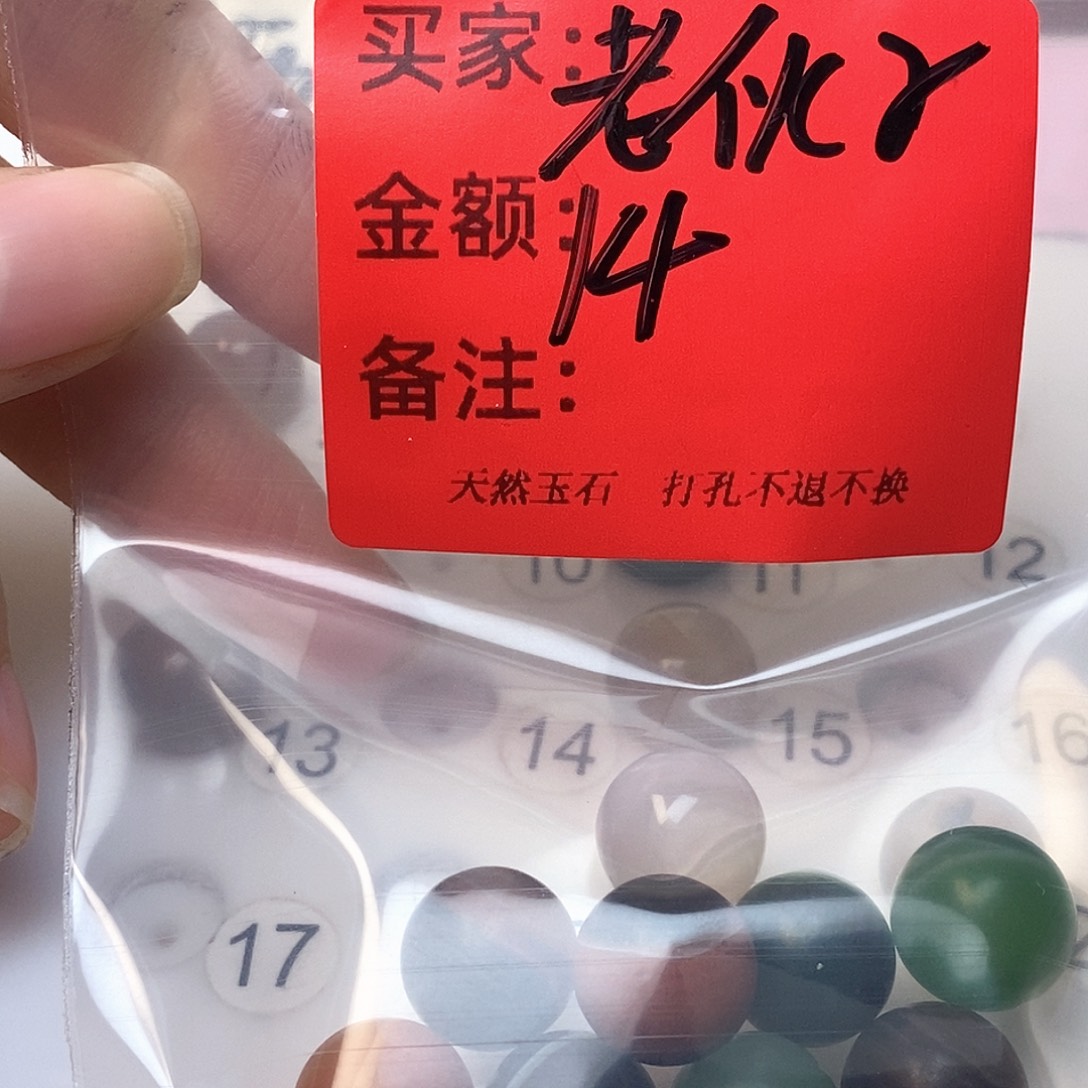 买家：老伙2
金额：14
备注：
天然玉石 打孔不退不换
10 11 12
13 14 15 16
17